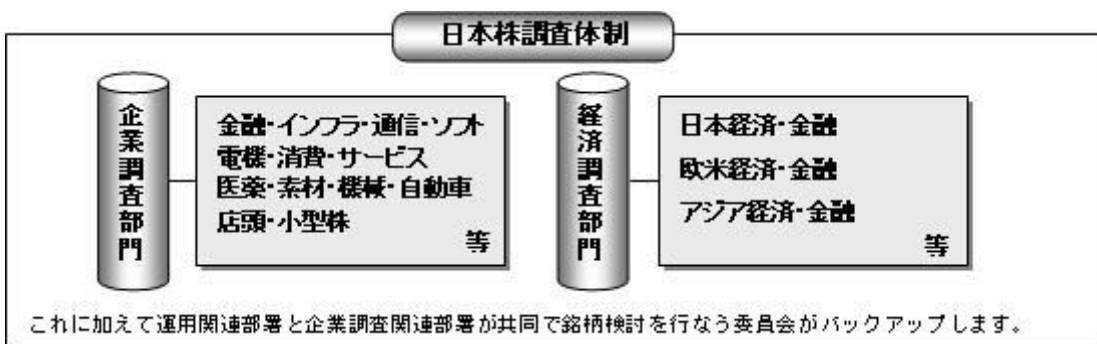 日本株調査体制
企業調査部門
金融・インフラ・通信・ソフト
電機・消費・サービス
医薬・素材・機械・自動車
店頭・小型株
等
経済調査部門
日本経済・金融
欧米経済・金融
アジア経済・金融
等
これに加えて運用関連部署と企業調査関連部署が共同で銘柄検討を行なう委員会がバックアップします。